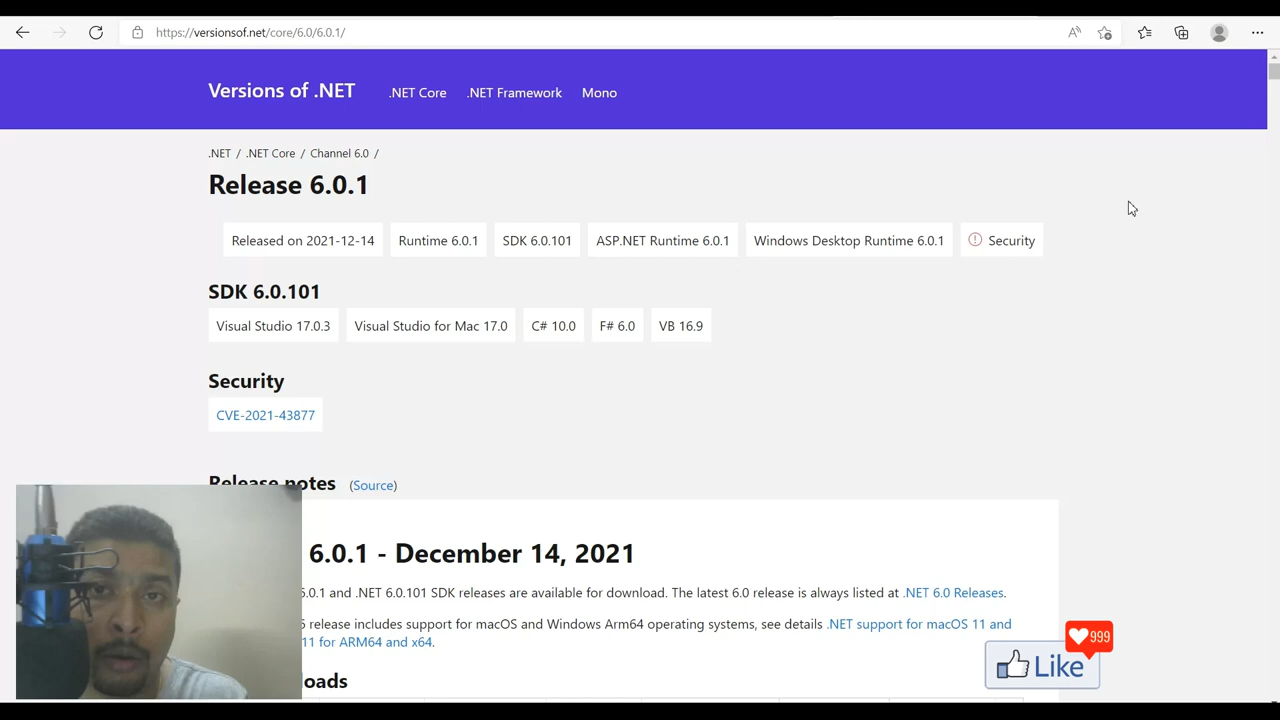 https://versionsof.net/core/6.0/6.0.1/
Versions of .NET .NET Core .NET Framework Mono
.NET / .NET Core / Channel 6.0 /
Release 6.0.1
Released on 2021-12-14 Runtime 6.0.1 SDK 6.0.101 ASP.NET Runtime 6.0.1 Windows Desktop Runtime 6.0.1 Security
SDK 6.0.101
Visual Studio 17.0.3 Visual Studio for Mac 17.0 C# 10.0 F# 6.0 VB 16.9
Security
CVE-2021-43877
Release notes (Source)
6.0.1 - December 14, 2021
.0.1 and .NET 6.0.101 SDK releases are available for download. The latest 6.0 release is always listed at .NET 6.0 Releases.
release includes support for macOS and Windows Arm64 operating systems, see details .NET support for macOS 11 and
11 for ARM64 and x64.
999
Like
loads